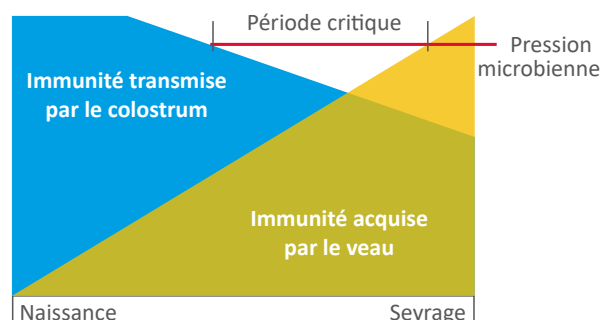 Période critique
Pression
microbienne
Immunité transmise
par le colostrum
Immunité acquise
par le veau
Naissance
Sevrage